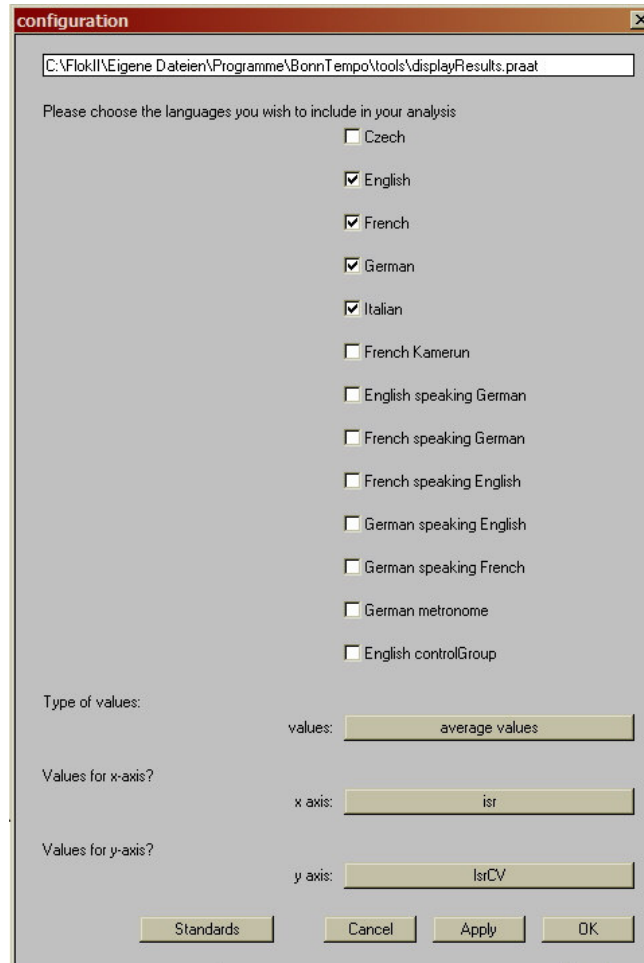 configuration
C:\FlokII\Eigene Dateien\Programme\BonnTempo\tools\displayResults.praat
Please choose the languages you wish to include in your analysis
Czech
English
French
German
Italian
French Kamerun
English speaking German
French speaking German
French speaking English
German speaking English
German speaking French
German metronome
English controlGroup
Type of values:
values: average values
Values for x-axis?
x axis: isr
Values for y-axis?
y axis: IsrCV
Standards Cancel Apply OK